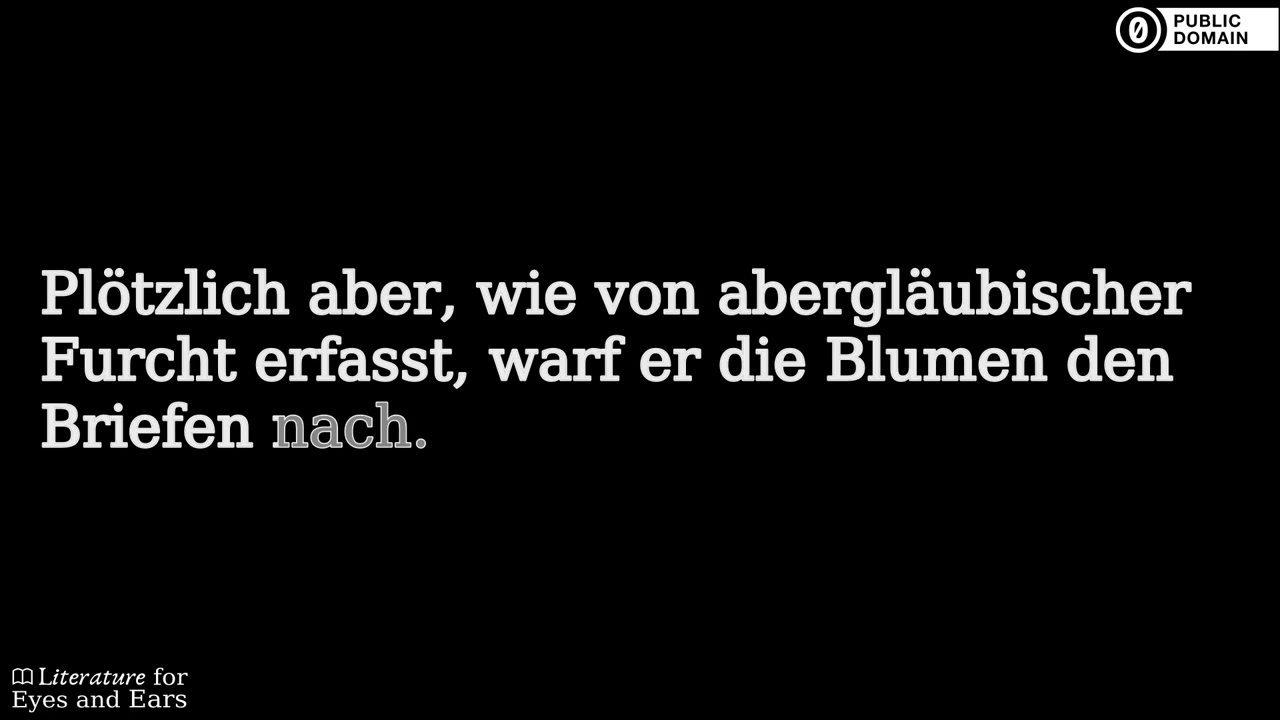 PUBLIC
DOMAIN
Plötzlich aber, wie von abergläubischer
Furcht erfasst, warf er die Blumen den
Briefen nach.
Literature for
Eyes and Ears